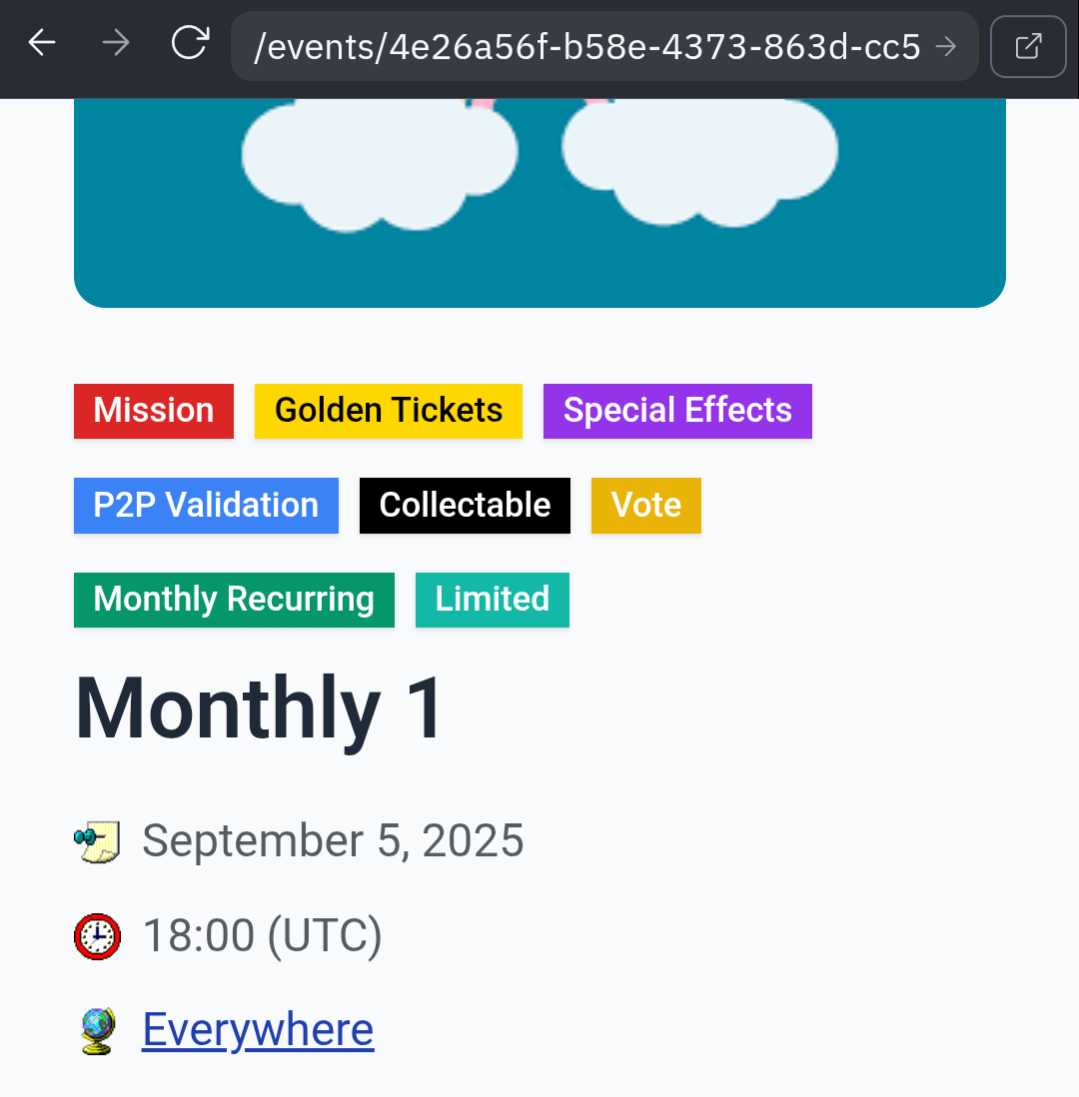 /events/4e26a56f-b58e-4373-863d-cc5
Mission Golden Tickets Special Effects
P2P Validation Collectable Vote
Monthly Recurring Limited
Monthly 1
September 5, 2025
18:00 (UTC)
Everywhere